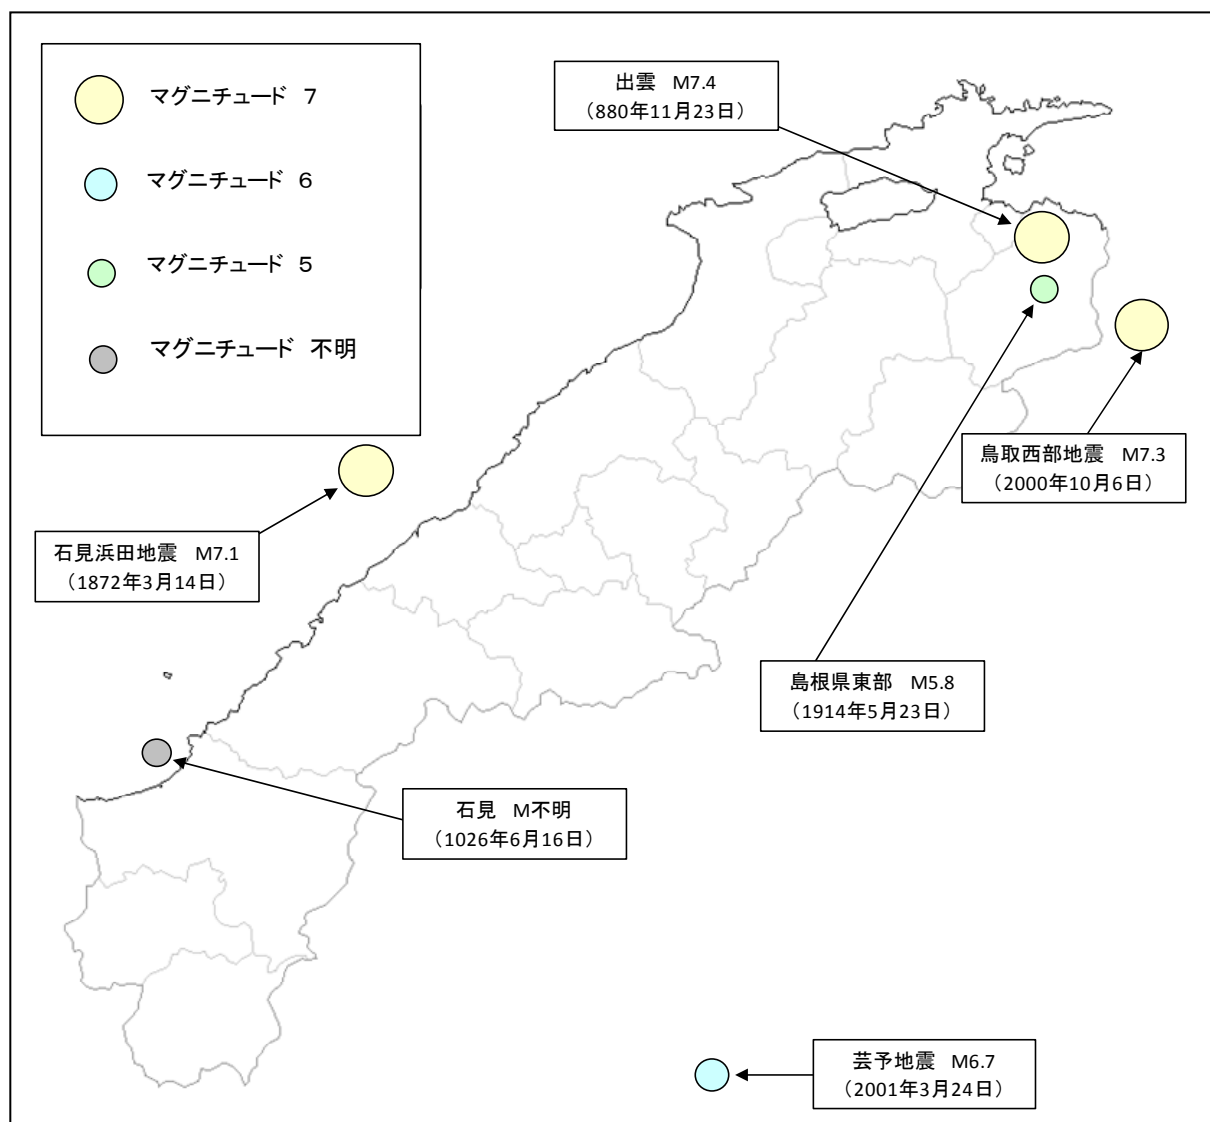 マグニチュード 7
マグニチュード 6
マグニチュード 5
マグニチュード 不明
出雲 M7.4
(880年11月23日)
鳥取西部地震 M7.3
(2000年10月6日)
石見浜田地震 M7.1
(1872年3月14日)
島根県東部 M5.8
(1914年5月23日)
石見 M不明
(1026年6月16日)
芸予地震 M6.7
(2001年3月24日)